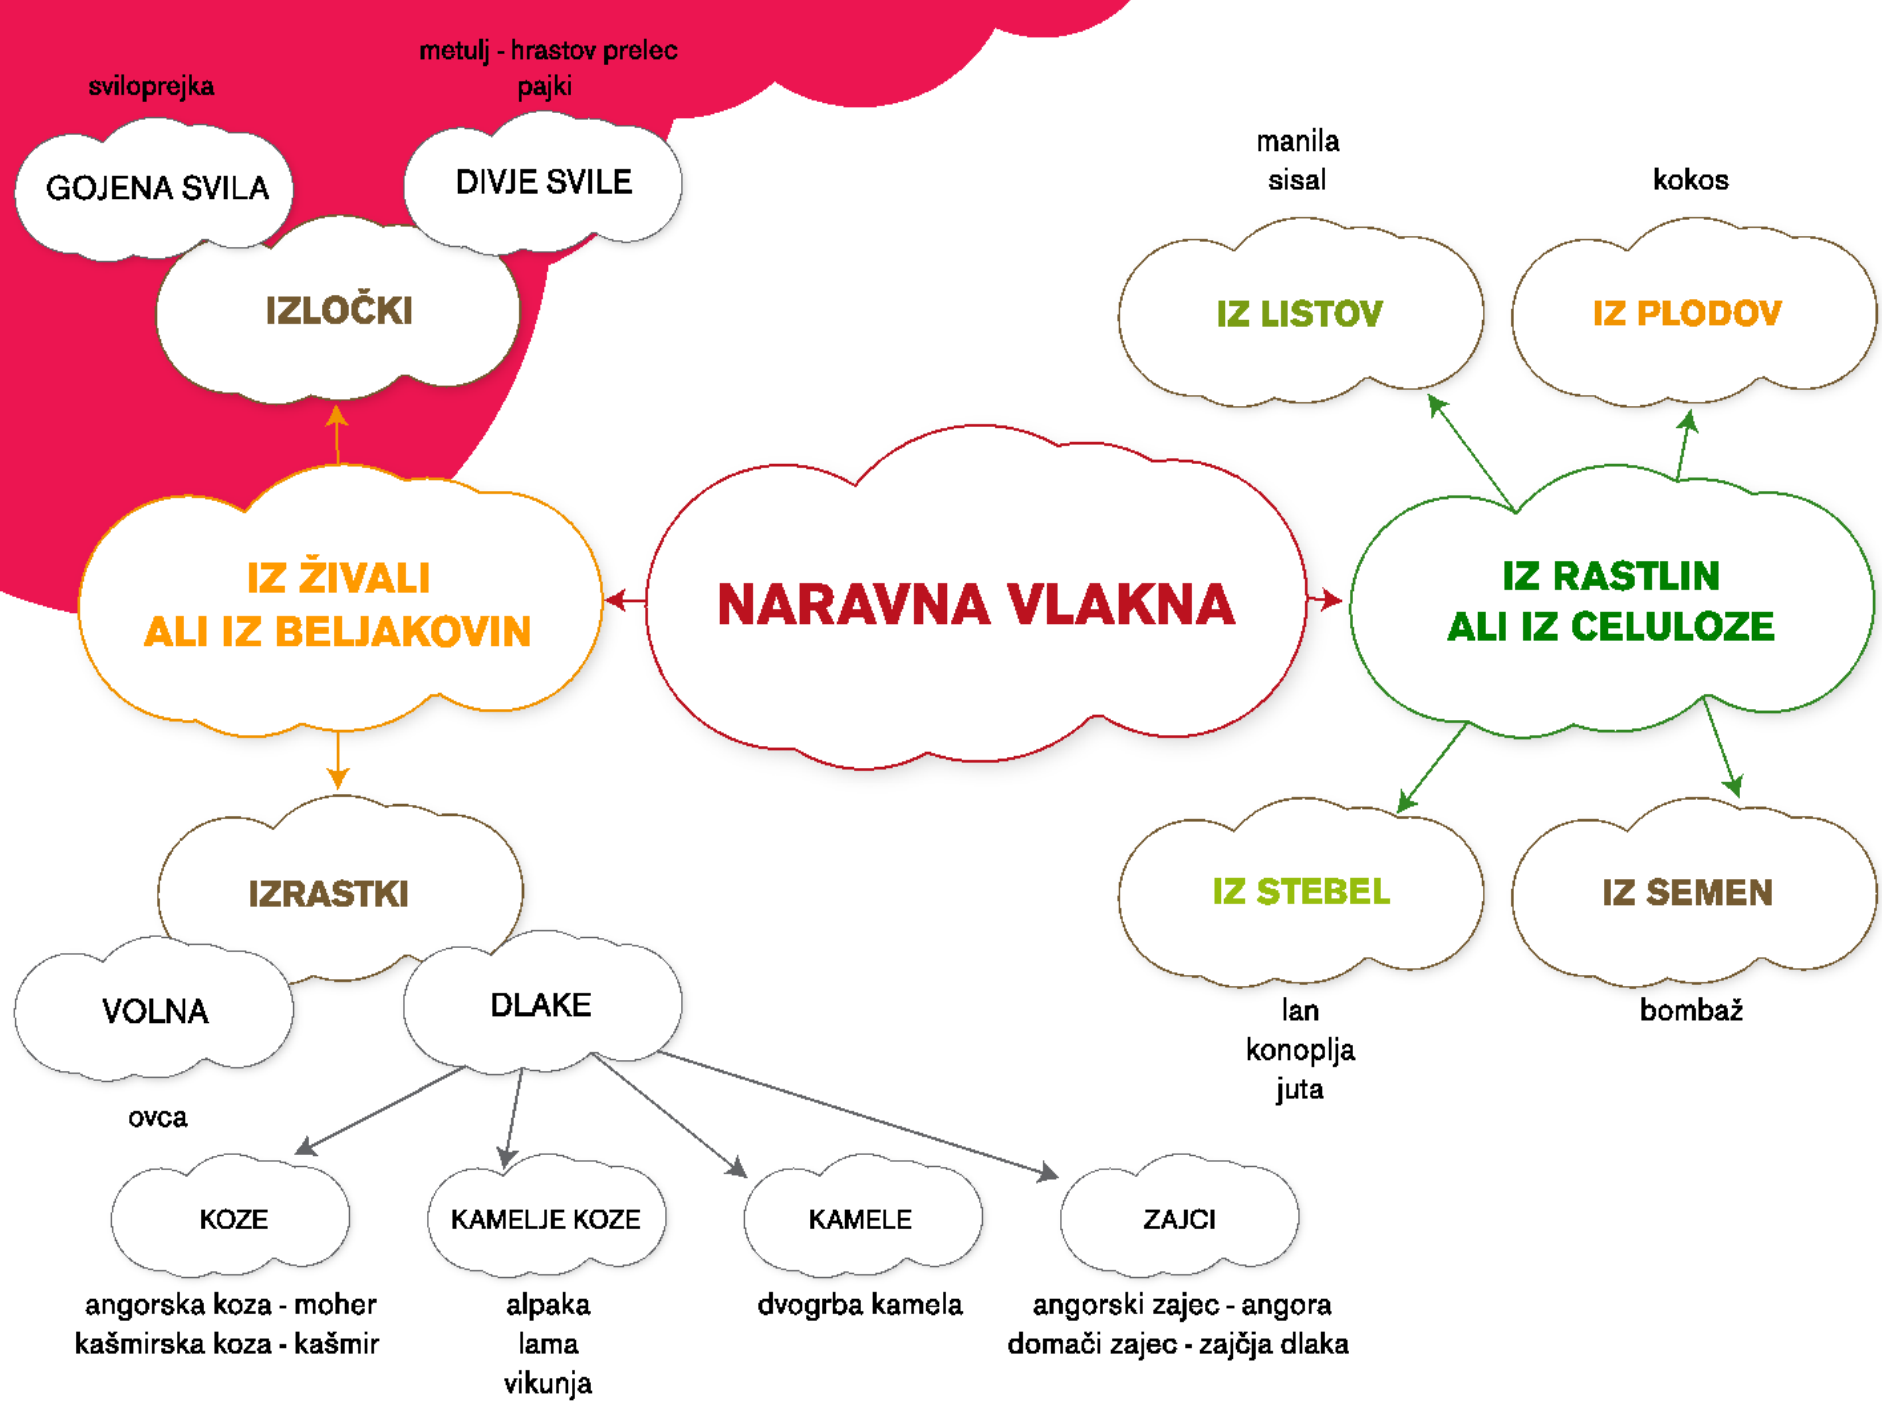 metulj - hrastov prelec
pajki
sviloprejka
GOJENA SVILA
DIVJE SVILE
IZLOČKI
manila
sisal
kokos
IZ LISTOV
IZ PLODOV
IZ ŽIVALI
ALI IZ BELJAKOVIN
NARAVNA VLAKNA
IZ RASTLIN
ALI IZ CELULOZE
IZRASTKI
VOLNA
DLAKE
ovca
IZ STEBEL
IZ SEMEN
lan
konoplja
juta
bombaž
KOZE
KAMELJE KOZE
KAMELE
ZAJCI
angorska koza - moher
kašmirska koza - kašmir
alpaka
lama
vikunja
dvogrba kamela
angorski zajec - angora
domači zajec - zajčja dlaka